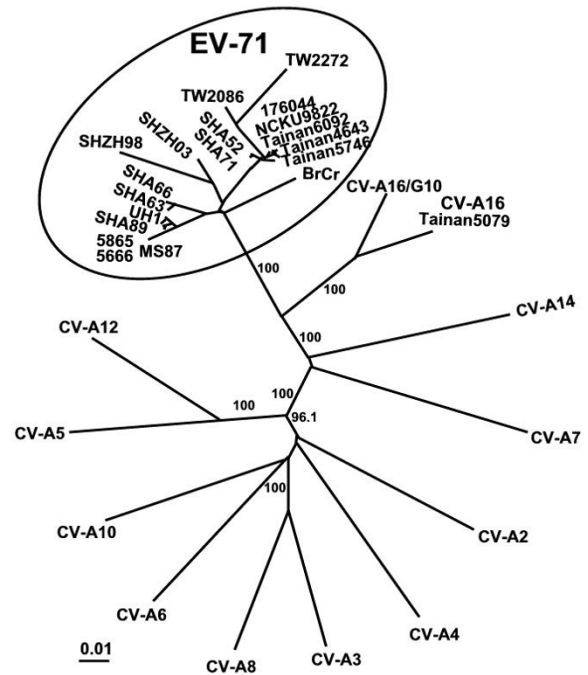 EV-71
TW2272
TW2086
176044
NCKU9822
Tainan6092
Tainan4643
Tainan5746
SHA52
SHA71
SHZH03
SHZH98
BrCr
SHA66
SHA63
UH1
SHA89
5865
5666
MS87
CV-A16/G10
CV-A16
Tainan5079
100
100
100
CV-A14
CV-A12
100
100
96.1
CV-A7
CV-A5
100
CV-A10
CV-A2
CV-A6
CV-A4
CV-A3
CV-A8
0.01